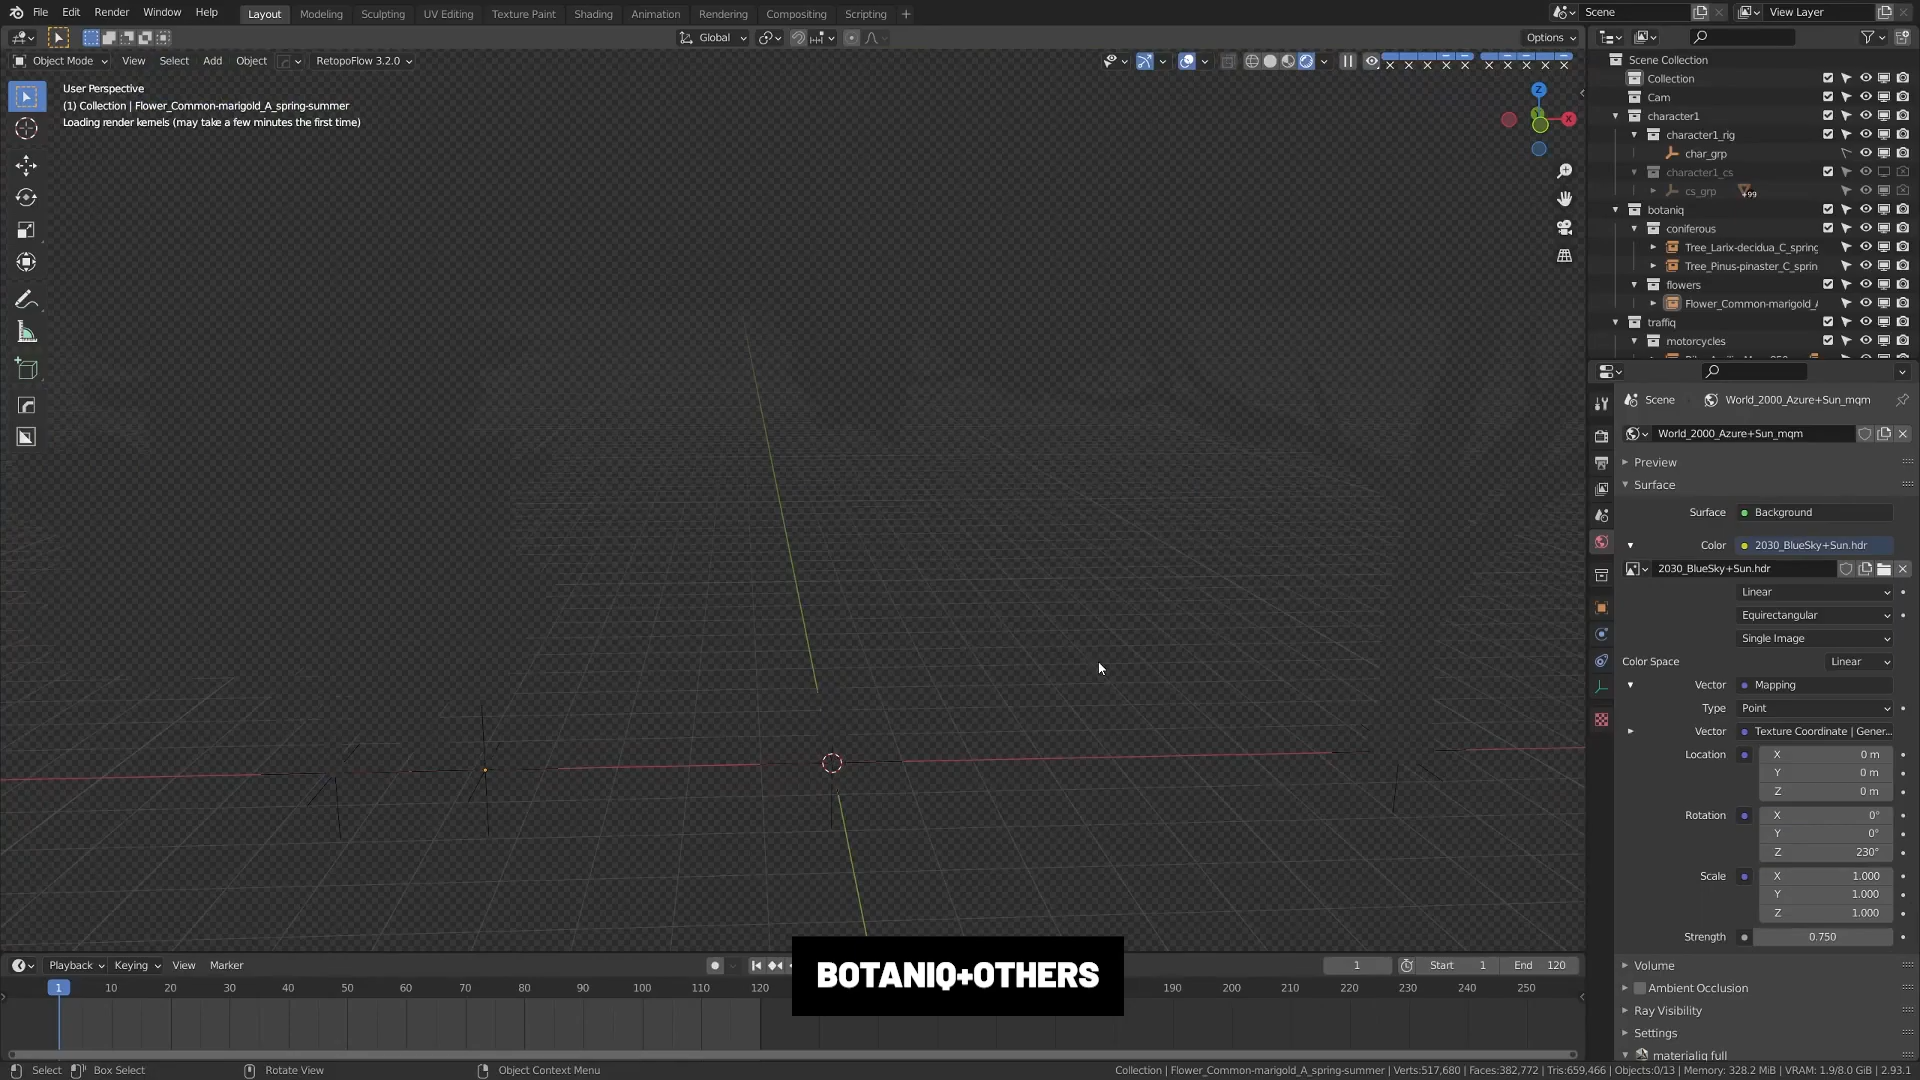 File Edit Render Window Help
Layout Modeling Sculpting UV Editing Texture Paint Shading Animation Rendering Compositing Scripting +
Scene
View Layer
Global
Options
Object Mode View Select Add Object RetopoFlow 3.2.0
User Perspective
(1) Collection | Flower_Common-marigold_A_spring-summer
Loading render kernels (may take a few minutes the first time)
Z
X
Scene Collection
Collection
Cam
character1
character1_rig
char_grp
character1_cs
cs_grp
+99
botaniq
coniferous
Tree_Larix-decidua_C_spring
Tree_Pinus-pinaster_C_sprin
flowers
Flower_Common-marigold_A
traffiq
motorcycles
Scene World_2000_Azure+Sun_mqm
World_2000_Azure+Sun_mqm
Preview
Surface
Surface Background
Color 2030_BlueSky+Sun.hdr
2030_BlueSky+Sun.hdr
Linear
Equirectangular
Single Image
Color Space Linear
Vector Mapping
Type Point
Vector Texture Coordinate | Gener...
Location X 0 m
Y 0 m
Z 0 m
Rotation X 0°
Y 0°
Z 230°
Scale X 1.000
Y 1.000
Z 1.000
Strength 0.750
Volume
Ambient Occlusion
Ray Visibility
Settings
materialiq full
Playback Keying View Marker
1 Start 1 End 120
1 10 20 30 40 50 60 70 80 90 100 110 120 190 200 210 220 230 240 250
BOTANIQ+OTHERS
Select Box Select Rotate View Object Context Menu
Collection | Flower_Common-marigold_A_spring-summer | Verts:517,680 | Faces:382,772 | Tris:659,466 | Objects:0/13 | Memory: 328.2 MiB | VRAM: 1.9/8.0 GiB | 2.93.1